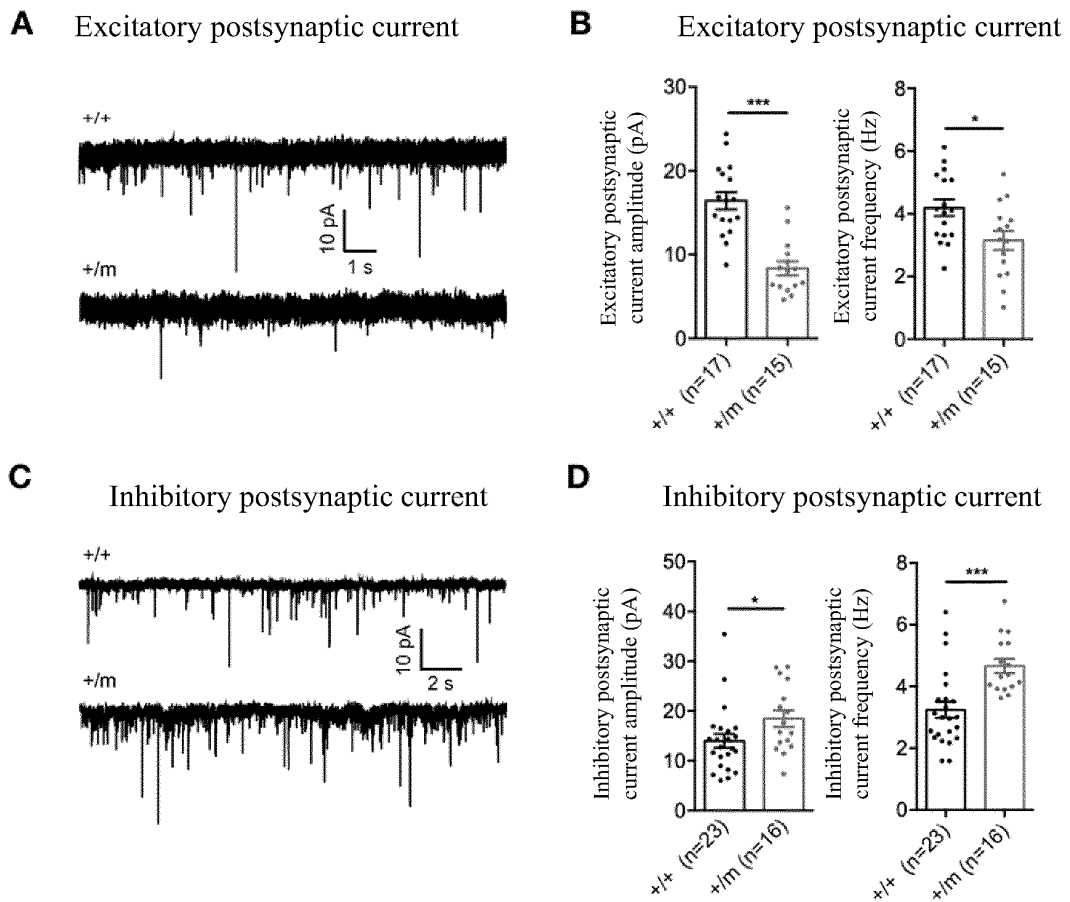 A Excitatory postsynaptic current
+/+
10 pA
1 s
+/m
B Excitatory postsynaptic current
Excitatory postsynaptic
current amplitude (pA)
30
20
10
0
***
+/+ (n=17)
+/m (n=15)
Excitatory postsynaptic
current frequency (Hz)
8
6
4
2
0
*
+/+ (n=17)
+/m (n=15)
C Inhibitory postsynaptic current
+/+
10 pA
2 s
+/m
D Inhibitory postsynaptic current
Inhibitory postsynaptic
current amplitude (pA)
50
40
30
20
10
0
*
+/+ (n=23)
+/m (n=16)
Inhibitory postsynaptic
current frequency (Hz)
8
6
4
2
0
***
+/+ (n=23)
+/m (n=16)